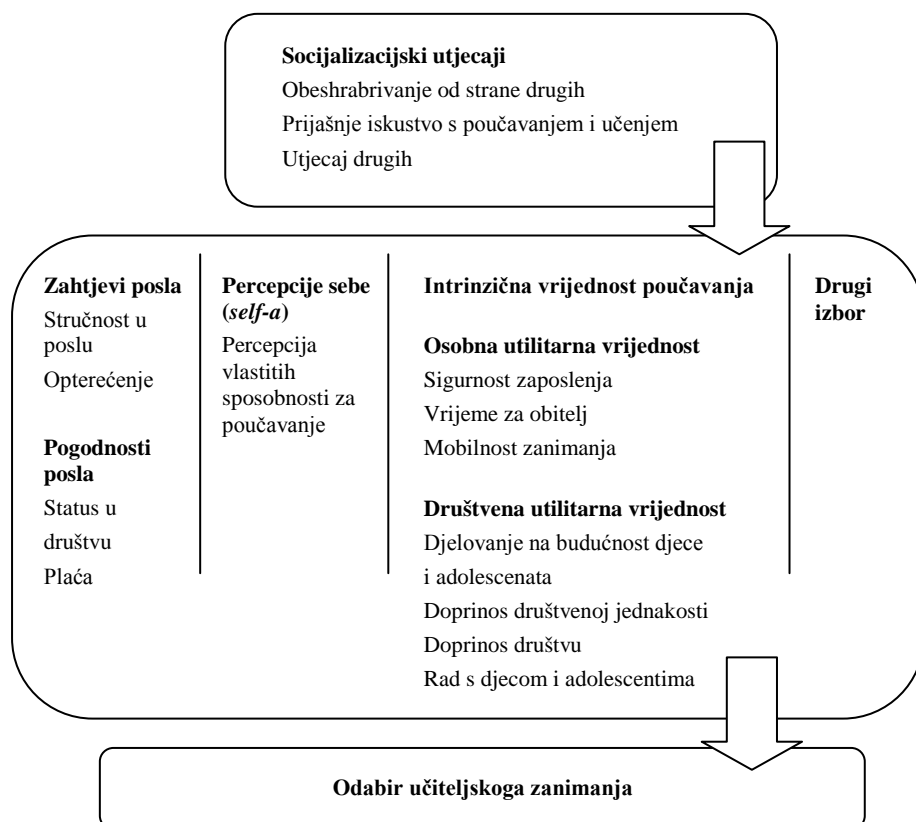 Socijalizacijski utjecaji
Obeshrabrivanje od strane drugih
Prijašnje iskustvo s poučavanjem i učenjem
Utjecaj drugih
Zahtjevi posla
Stručnost u
poslu
Opterećenje
Pogodnosti
posla
Status u
društvu
Plaća
Percepcije sebe
(self-a)
Percepcija
vlastitih
sposobnosti za
poučavanje
Intrinzična vrijednost poučavanja
Osobna utilitarna vrijednost
Sigurnost zaposlenja
Vrijeme za obitelj
Mobilnost zanimanja
Društvena utilitarna vrijednost
Djelovanje na budućnost djece
i adolescenata
Doprinos društvenoj jednakosti
Doprinos društvu
Rad s djecom i adolescentima
Drugi
izbor
Odabir učiteljskoga zanimanja